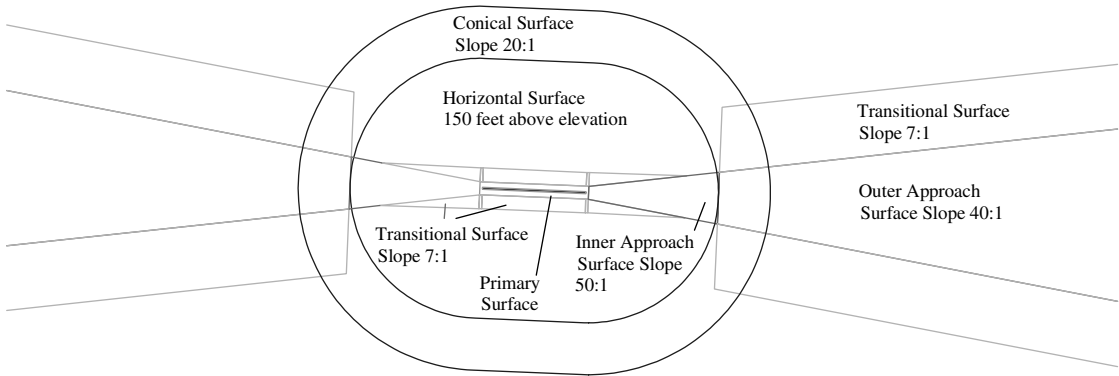 Conical Surface
Slope 20:1
Horizontal Surface
150 feet above elevation
Transitional Surface
Slope 7:1
Outer Approach
Surface Slope 40:1
Transitional Surface
Slope 7:1
Inner Approach
Surface Slope
50:1
Primary
Surface